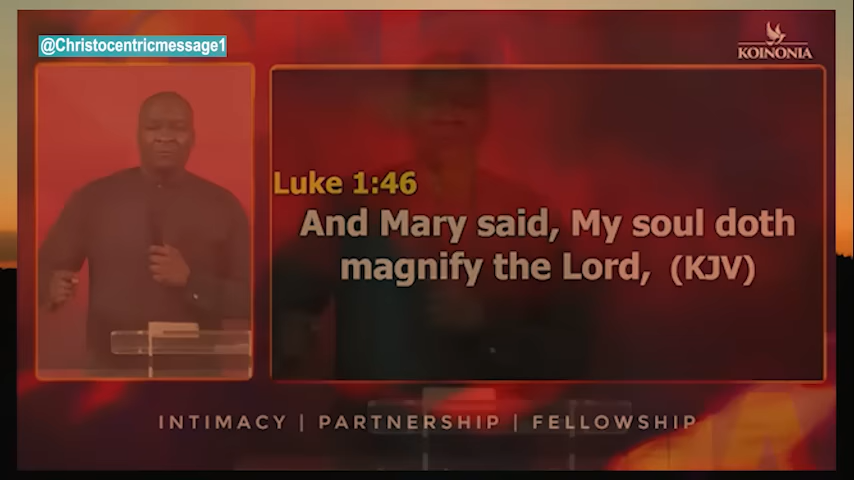 @Christocentricmessage1
KOINONIA
Luke 1:46
And Mary said, My soul doth
magnify the Lord, (KJV)
INTIMACY | PARTNERSHIP | FELLOWSHIP